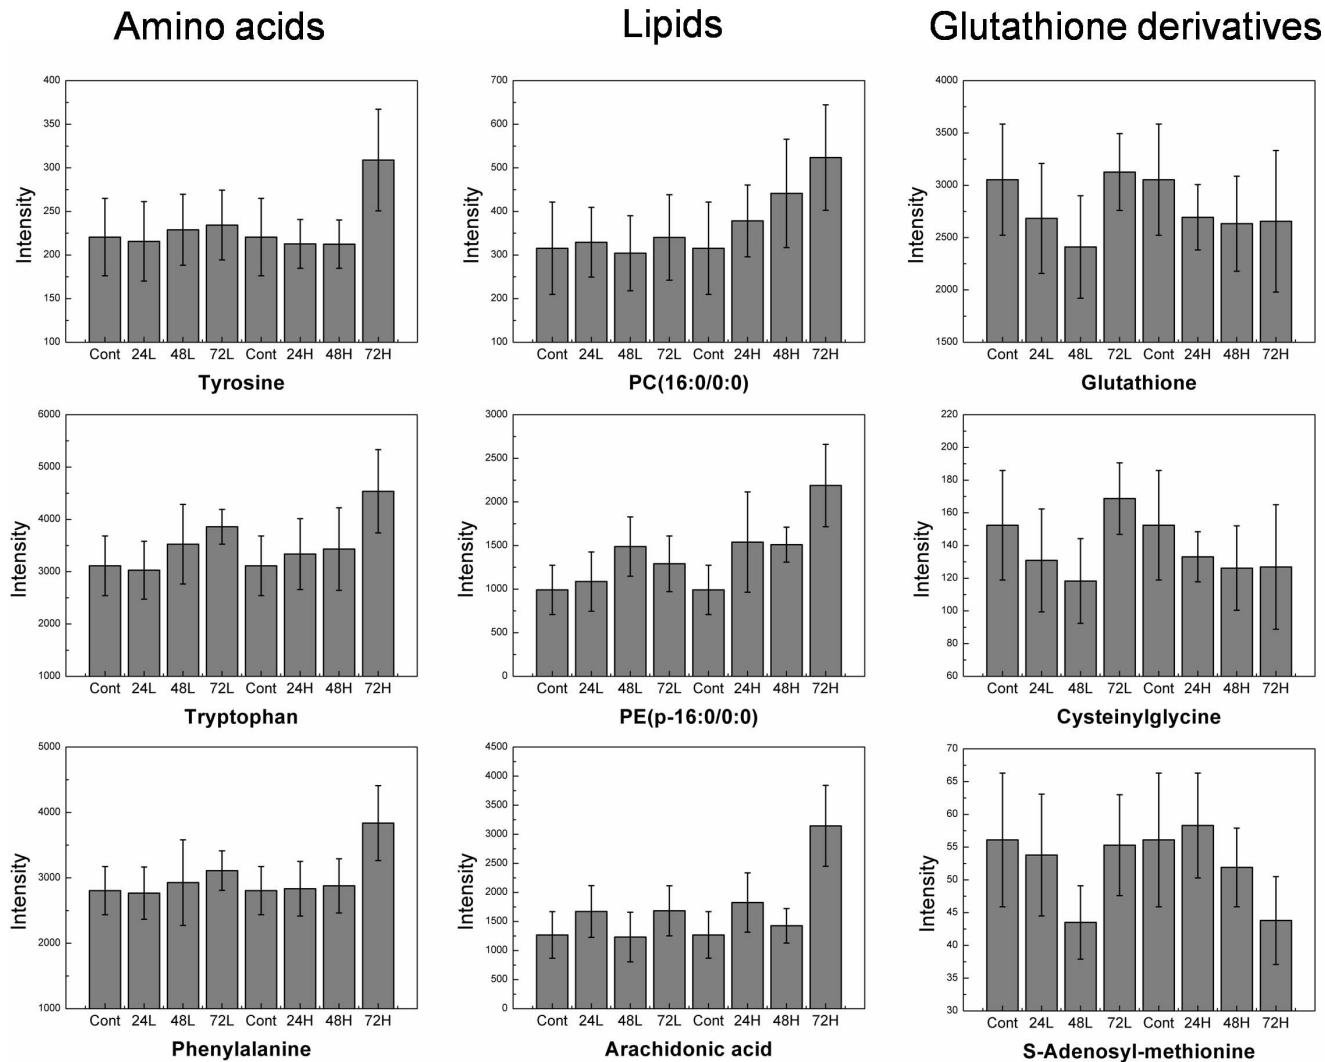 Amino acids
Lipids
Glutathione derivatives
Intensity
400
350
300
250
200
150
100
Cont 24L 48L 72L Cont 24H 48H 72H
Tyrosine
Intensity
700
600
500
400
300
200
100
Cont 24L 48L 72L Cont 24H 48H 72H
PC(16:0/0:0)
Intensity
4000
3500
3000
2500
2000
1500
Cont 24L 48L 72L Cont 24H 48H 72H
Glutathione
Intensity
6000
5000
4000
3000
2000
1000
Cont 24L 48L 72L Cont 24H 48H 72H
Tryptophan
Intensity
3000
2500
2000
1500
1000
500
0
Cont 24L 48L 72L Cont 24H 48H 72H
PE(p-16:0/0:0)
Intensity
220
200
180
160
140
120
100
80
60
Cont 24L 48L 72L Cont 24H 48H 72H
Cysteinylglycine
Intensity
5000
4000
3000
2000
1000
Cont 24L 48L 72L Cont 24H 48H 72H
Phenylalanine
Intensity
4500
4000
3500
3000
2500
2000
1500
1000
500
0
Cont 24L 48L 72L Cont 24H 48H 72H
Arachidonic acid
Intensity
70
65
60
55
50
45
40
35
30
Cont 24L 48L 72L Cont 24H 48H 72H
S-Adenosyl-methionine